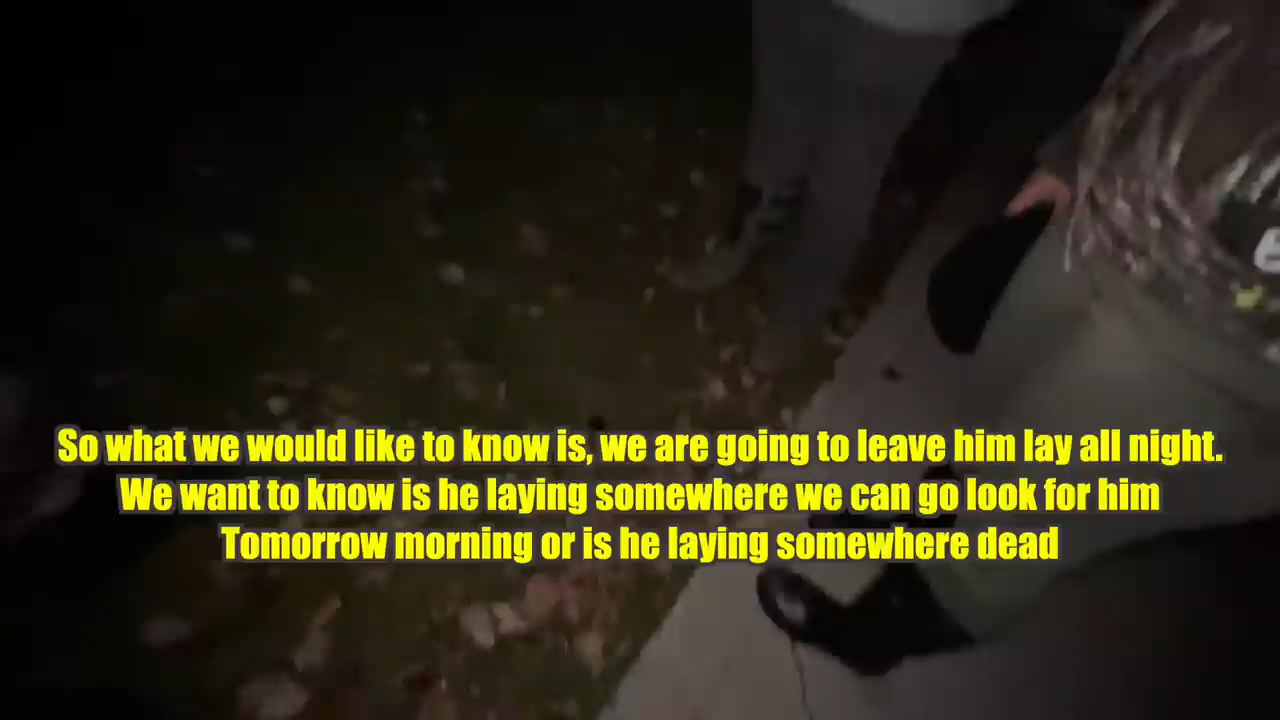 So what we would like to know is, we are going to leave him lay all night.
We want to know is he laying somewhere we can go look for him
Tomorrow morning or is he laying somewhere dead